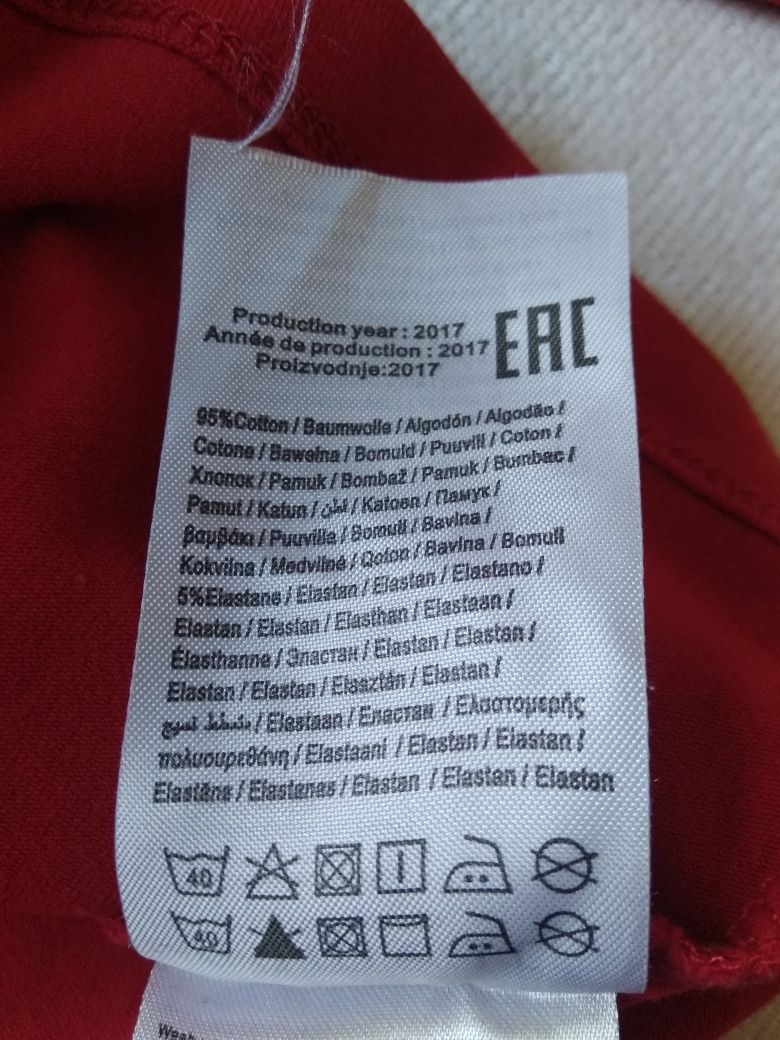 Production year : 2017
Année de production : 2017
Proizvodnje:2017
EAC
95%Cotton / Baumwolle / Algodón / Algodão /
Cotone / Bawełna / Bomuld / Puuvill / Coton /
Хлопок / Pamuk / Bombaž / Pamuk / Bumbac /
Pamut / Katun / قطن / Katoen / Памук /
βαμβάκι / Puuvilla / Bomull / Bavlna /
Kokvilna / Medvilnė / Qoton / Bavlna / Bomull
5%Elastane / Elastan / Elastan / Elastano /
Elastan / Elastan / Elasthan / Elastaan /
Élasthanne / Эластан / Elastan / Elastan /
Elastan / Elastan / Elasztán / Elastan /
/ Elastaan / Еластан / Ελαστομερής
πολυουρεθάνη / Elastaani / Elastan / Elastan /
Elastāns / Elastanas / Elastan / Elastan / Elastan
40
40
Wash